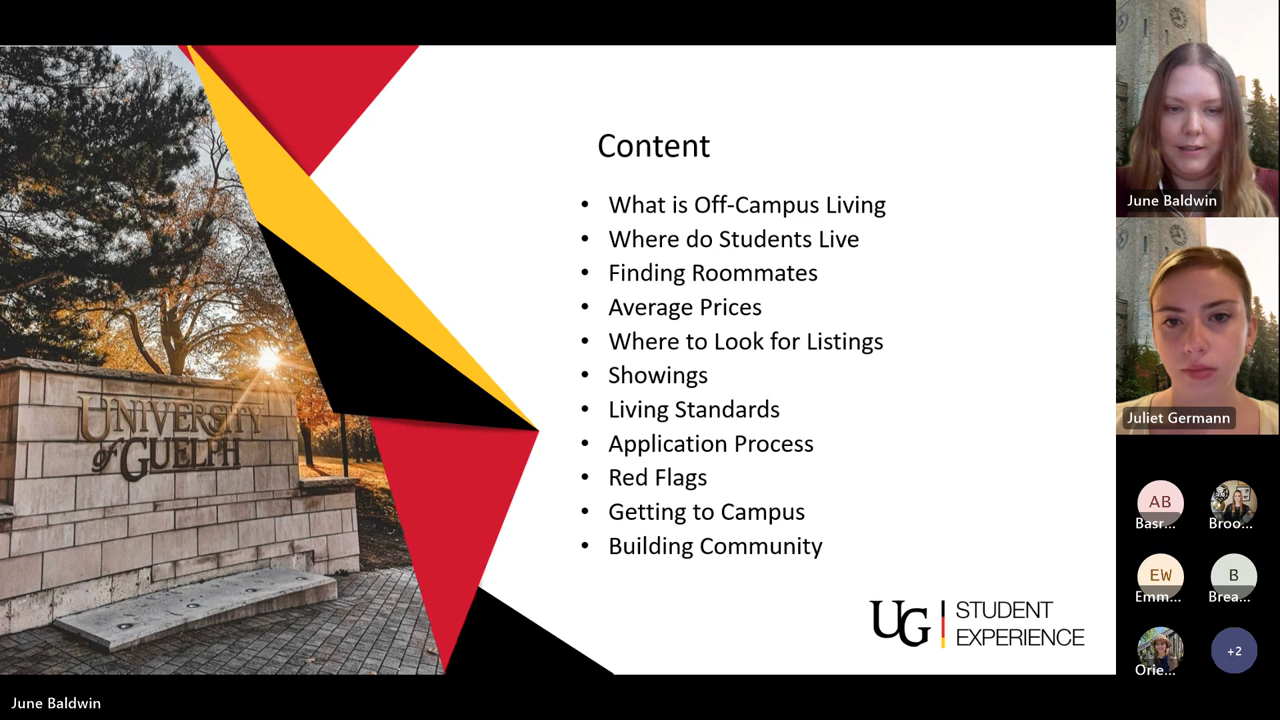 UNIVERSITY
of GUELPH
Content
• What is Off-Campus Living
• Where do Students Live
• Finding Roommates
• Average Prices
• Where to Look for Listings
• Showings
• Living Standards
• Application Process
• Red Flags
• Getting to Campus
• Building Community
UG STUDENT
EXPERIENCE
June Baldwin
Juliet Germann
AB
Basr...
Broo...
EW
Emm...
B
Brea...
Orie...
+2
June Baldwin